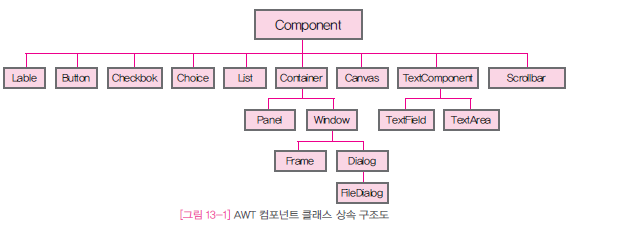 Component
Lable Button Checkbok Choice List Container Canvas TextComponent Scrollbar
Panel Window TextField TextArea
Frame Dialog
FileDialog
[그림 13-1] AWT 컴포넌트 클래스 상속 구조도